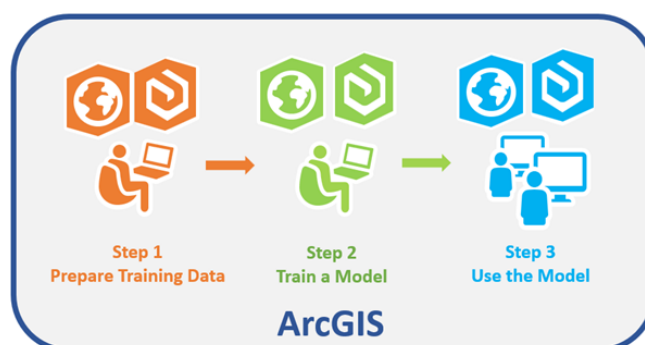 Step 1
Prepare Training Data
Step 2
Train a Model
Step 3
Use the Model
ArcGIS